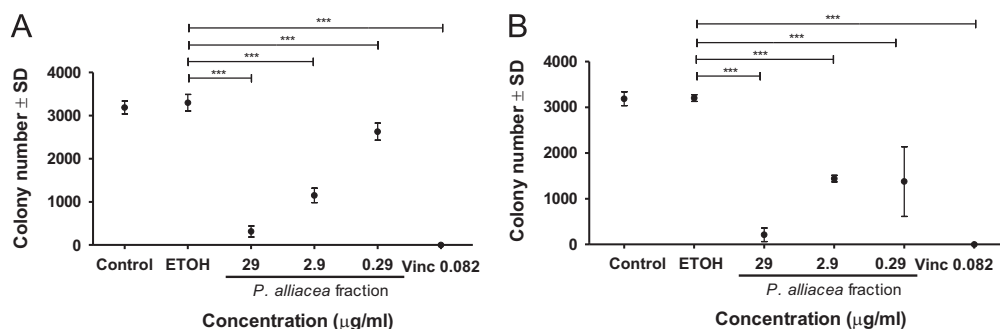 A
***
***
***
***
Colony number ± SD
4000
3000
2000
1000
0
Control ETOH 29 2.9 0.29 Vinc 0.082
P. alliacea fraction
Concentration (μg/ml)
B
***
***
***
***
Colony number ± SD
4000
3000
2000
1000
0
Control ETOH 29 2.9 0.29 Vinc 0.082
P. alliacea fraction
Concentration (μg/ml)